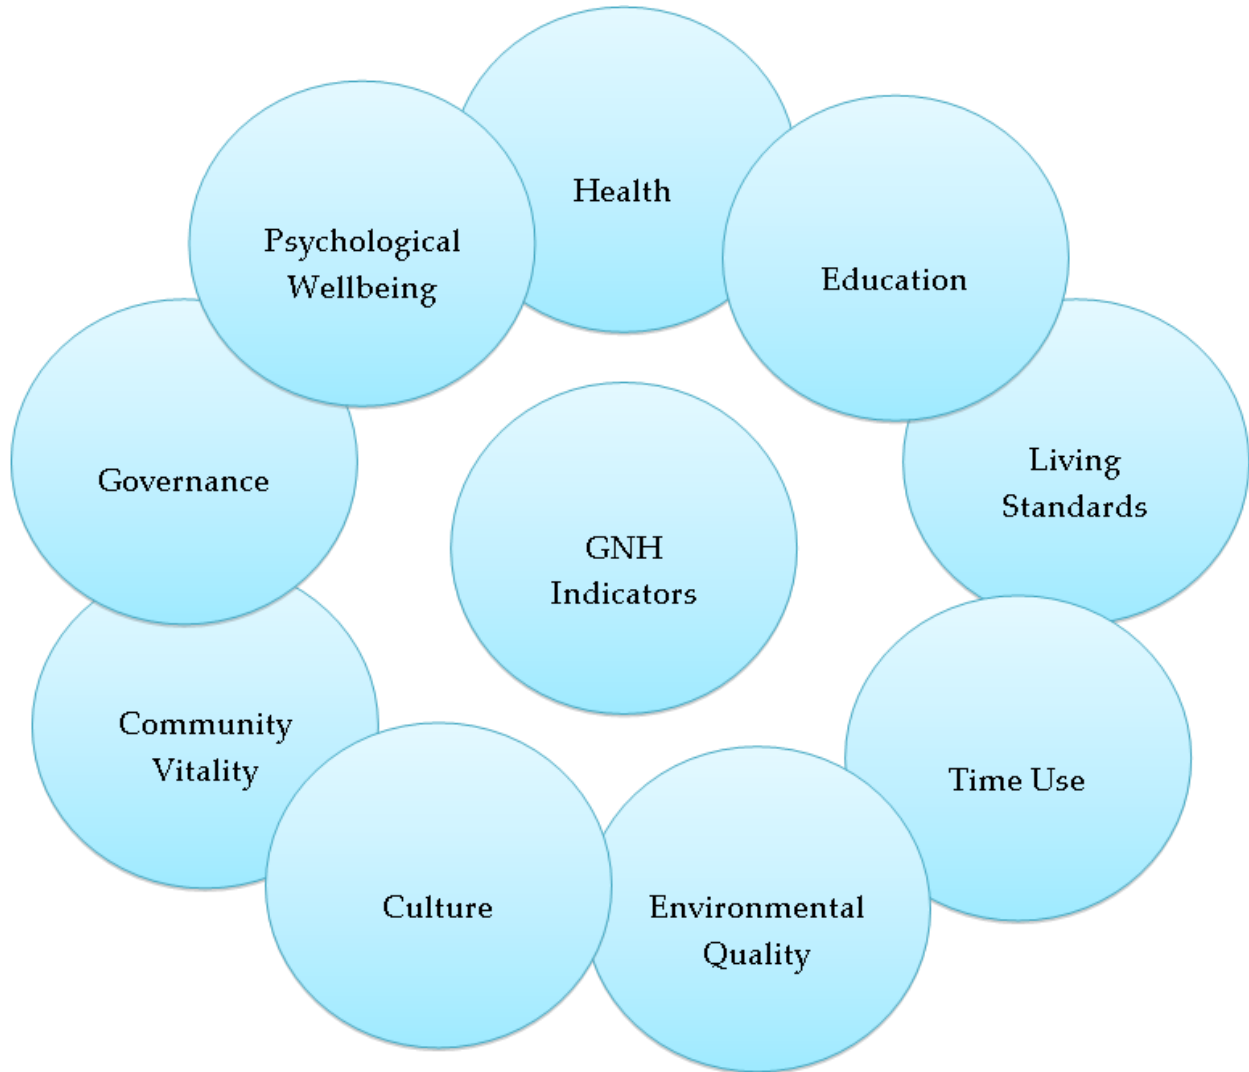 Health
Psychological
Wellbeing
Education
Governance
Living
Standards
GNH
Indicators
Community
Vitality
Time Use
Culture
Environmental
Quality